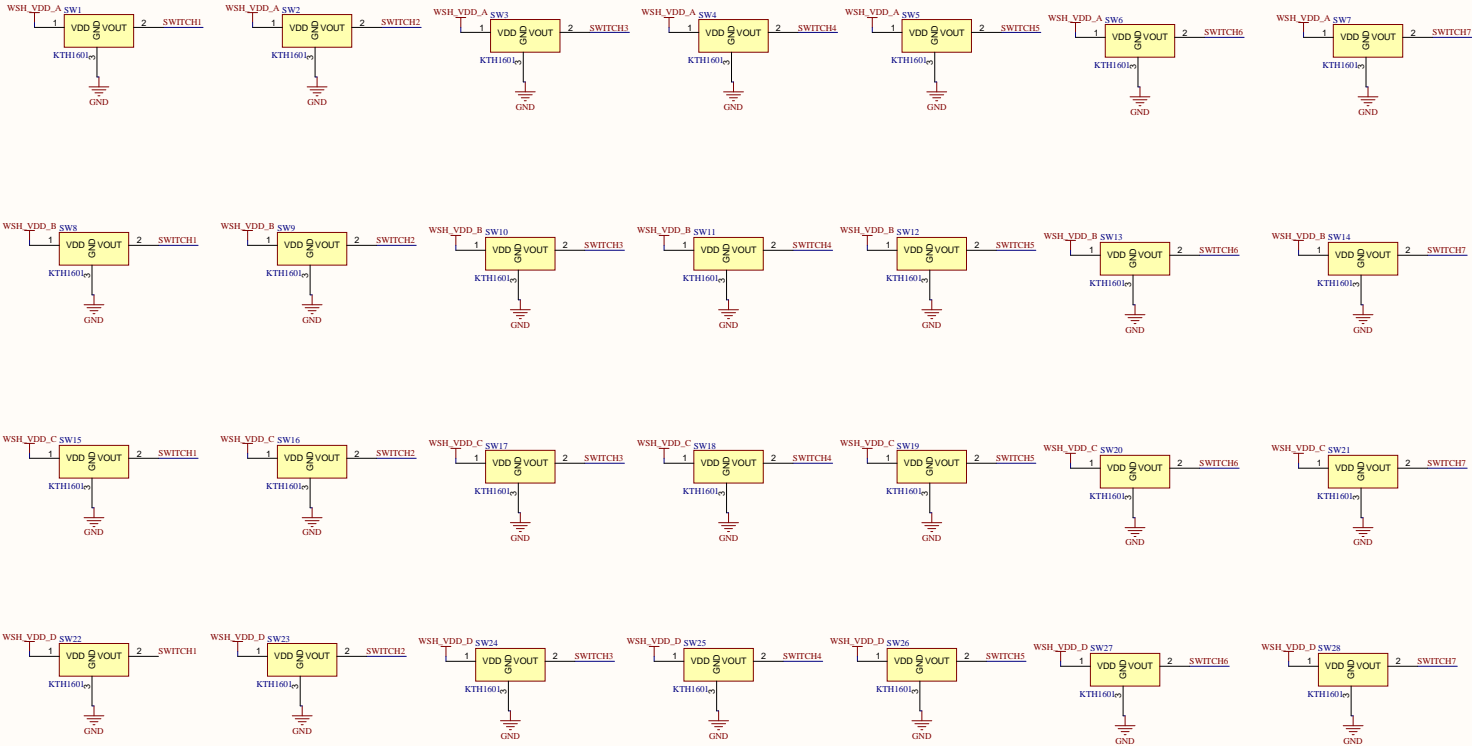 WSH_VDD_A SW1 1 VDD GND VOUT 2 SWITCH1 KTH1601 3 GND
WSH_VDD_A SW2 1 VDD GND VOUT 2 SWITCH2 KTH1601 3 GND
WSH_VDD_A SW3 1 VDD GND VOUT 2 SWITCH3 KTH1601 3 GND
WSH_VDD_A SW4 1 VDD GND VOUT 2 SWITCH4 KTH1601 3 GND
WSH_VDD_A SW5 1 VDD GND VOUT 2 SWITCH5 KTH1601 3 GND
WSH_VDD_A SW6 1 VDD GND VOUT 2 SWITCH6 KTH1601 3 GND
WSH_VDD_A SW7 1 VDD GND VOUT 2 SWITCH7 KTH1601 3 GND
WSH_VDD_B SW8 1 VDD GND VOUT 2 SWITCH1 KTH1601 3 GND
WSH_VDD_B SW9 1 VDD GND VOUT 2 SWITCH2 KTH1601 3 GND
WSH_VDD_B SW10 1 VDD GND VOUT 2 SWITCH3 KTH1601 3 GND
WSH_VDD_B SW11 1 VDD GND VOUT 2 SWITCH4 KTH1601 3 GND
WSH_VDD_B SW12 1 VDD GND VOUT 2 SWITCH5 KTH1601 3 GND
WSH_VDD_B SW13 1 VDD GND VOUT 2 SWITCH6 KTH1601 3 GND
WSH_VDD_B SW14 1 VDD GND VOUT 2 SWITCH7 KTH1601 3 GND
WSH_VDD_C SW15 1 VDD GND VOUT 2 SWITCH1 KTH1601 3 GND
WSH_VDD_C SW16 1 VDD GND VOUT 2 SWITCH2 KTH1601 3 GND
WSH_VDD_C SW17 1 VDD GND VOUT 2 SWITCH3 KTH1601 3 GND
WSH_VDD_C SW18 1 VDD GND VOUT 2 SWITCH4 KTH1601 3 GND
WSH_VDD_C SW19 1 VDD GND VOUT 2 SWITCH5 KTH1601 3 GND
WSH_VDD_C SW20 1 VDD GND VOUT 2 SWITCH6 KTH1601 3 GND
WSH_VDD_C SW21 1 VDD GND VOUT 2 SWITCH7 KTH1601 3 GND
WSH_VDD_D SW22 1 VDD GND VOUT 2 SWITCH1 KTH1601 3 GND
WSH_VDD_D SW23 1 VDD GND VOUT 2 SWITCH2 KTH1601 3 GND
WSH_VDD_D SW24 1 VDD GND VOUT 2 SWITCH3 KTH1601 3 GND
WSH_VDD_D SW25 1 VDD GND VOUT 2 SWITCH4 KTH1601 3 GND
WSH_VDD_D SW26 1 VDD GND VOUT 2 SWITCH5 KTH1601 3 GND
WSH_VDD_D SW27 1 VDD GND VOUT 2 SWITCH6 KTH1601 3 GND
WSH_VDD_D SW28 1 VDD GND VOUT 2 SWITCH7 KTH1601 3 GND